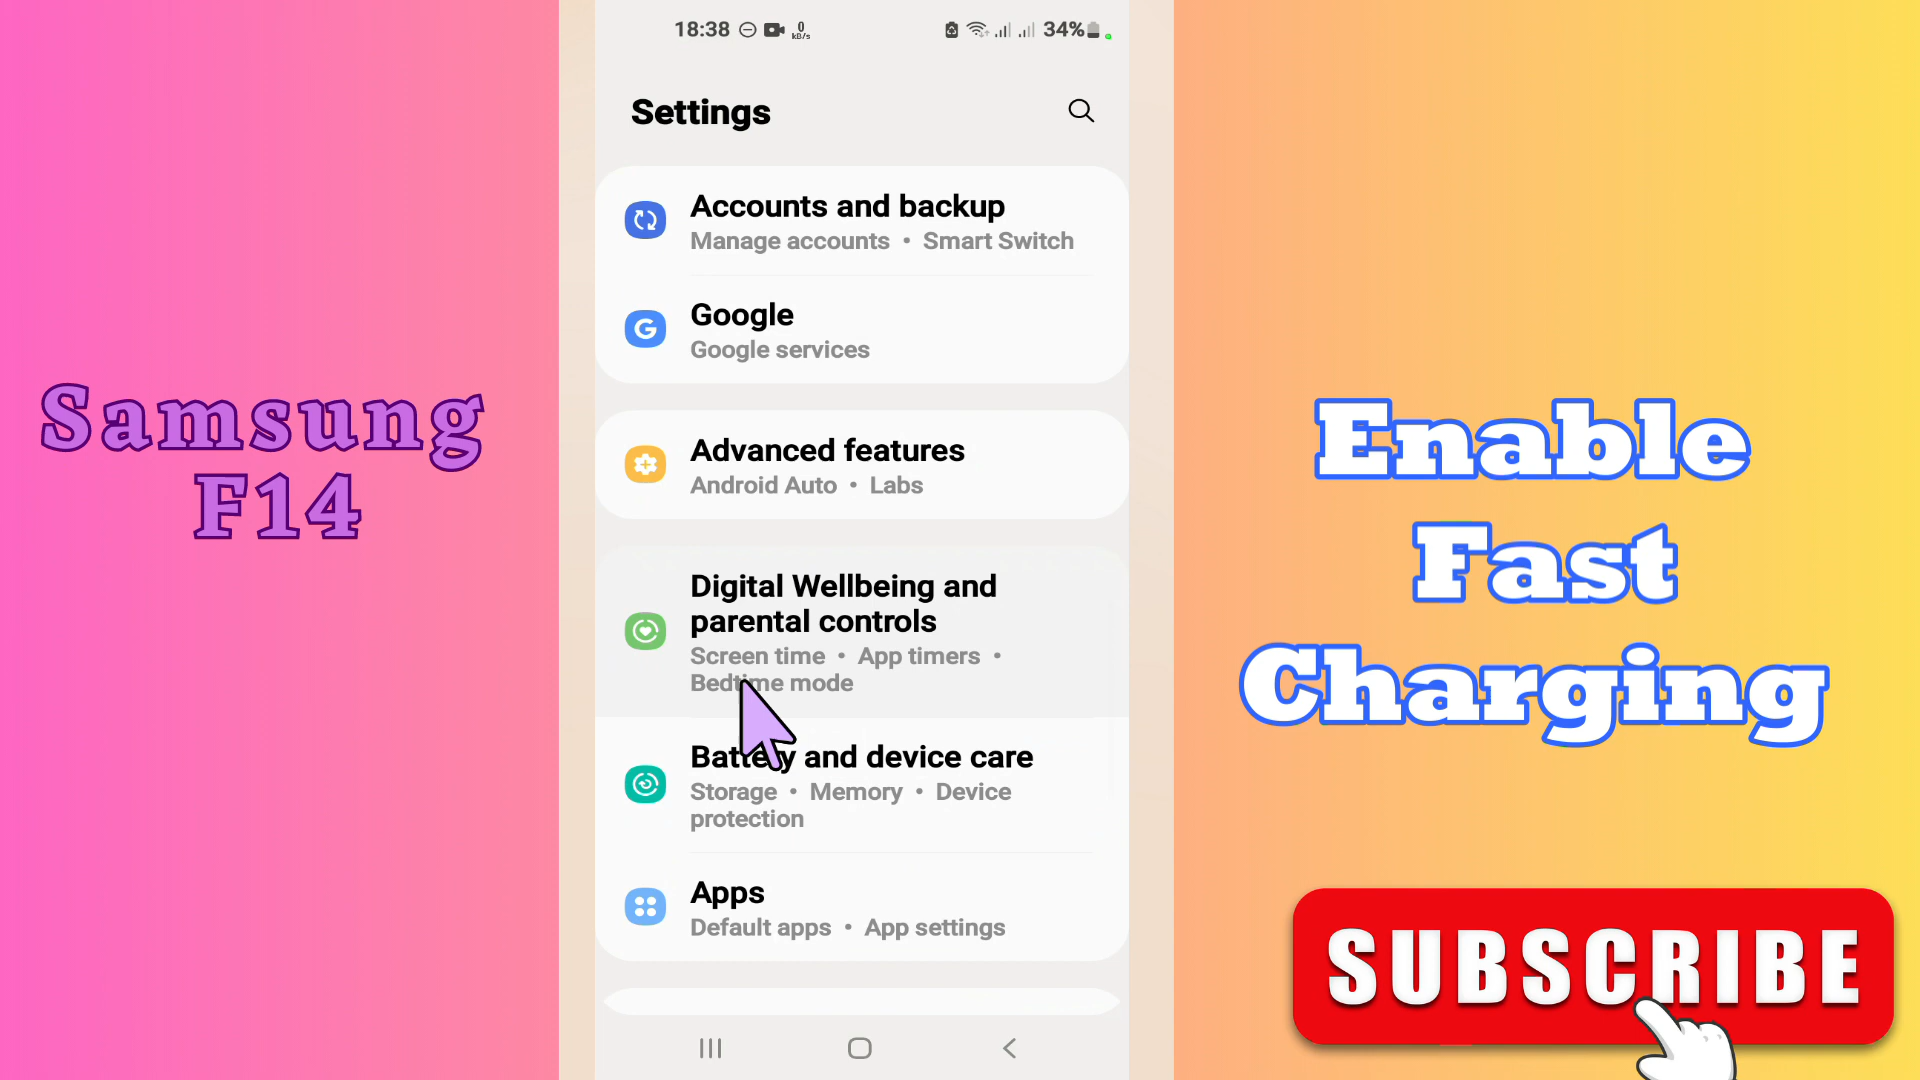 18:38
0
kB/s
34%
Settings
Accounts and backup
Manage accounts • Smart Switch
Google
Google services
Advanced features
Android Auto • Labs
Digital Wellbeing and
parental controls
Screen time • App timers •
Bedtime mode
Battery and device care
Storage • Memory • Device
protection
Apps
Default apps • App settings
Samsung
F14
Enable
Fast
Charging
SUBSCRIBE